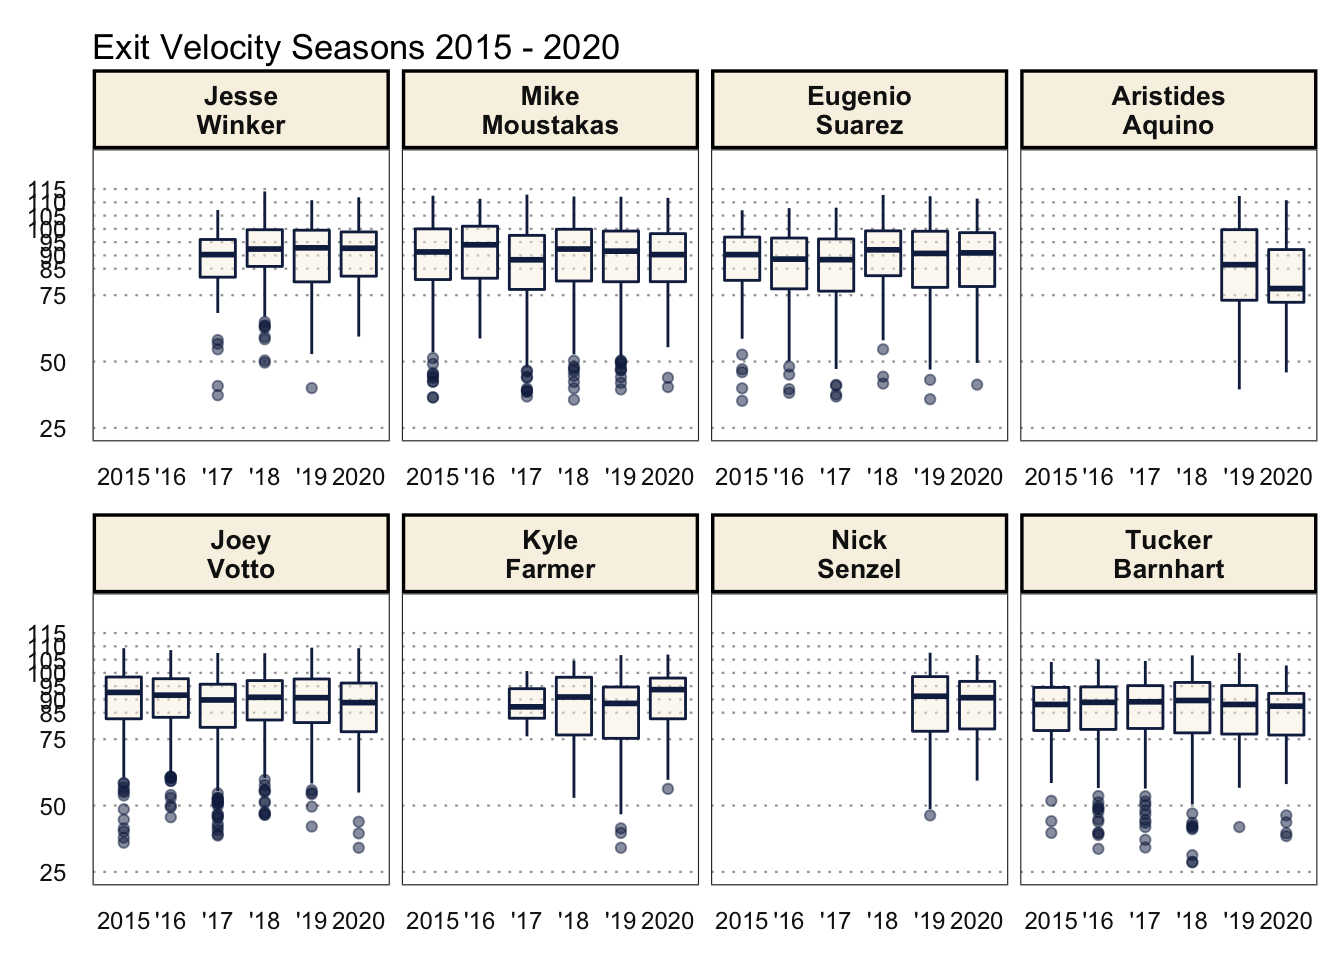 Exit Velocity Seasons 2015 - 2020
Jesse
Winker
Mike
Moustakas
Eugenio
Suarez
Aristides
Aquino
115
110
105
100
95
90
85
75
50
25
2015 '16 '17 '18 '19 2020
2015 '16 '17 '18 '19 2020
2015 '16 '17 '18 '19 2020
2015 '16 '17 '18 '19 2020
Joey
Votto
Kyle
Farmer
Nick
Senzel
Tucker
Barnhart
115
110
105
100
95
90
85
75
50
25
2015 '16 '17 '18 '19 2020
2015 '16 '17 '18 '19 2020
2015 '16 '17 '18 '19 2020
2015 '16 '17 '18 '19 2020